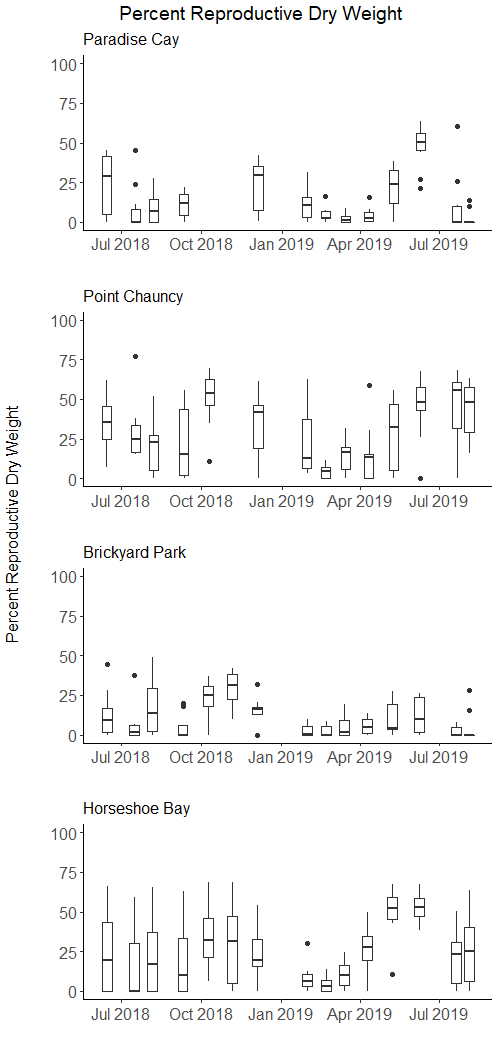 Percent Reproductive Dry Weight
Paradise Cay
100
75
50
25
0
Jul 2018 Oct 2018 Jan 2019 Apr 2019 Jul 2019
Point Chauncy
100
75
50
25
0
Jul 2018 Oct 2018 Jan 2019 Apr 2019 Jul 2019
Percent Reproductive Dry Weight
Brickyard Park
100
75
50
25
0
Jul 2018 Oct 2018 Jan 2019 Apr 2019 Jul 2019
Horseshoe Bay
100
75
50
25
0
Jul 2018 Oct 2018 Jan 2019 Apr 2019 Jul 2019